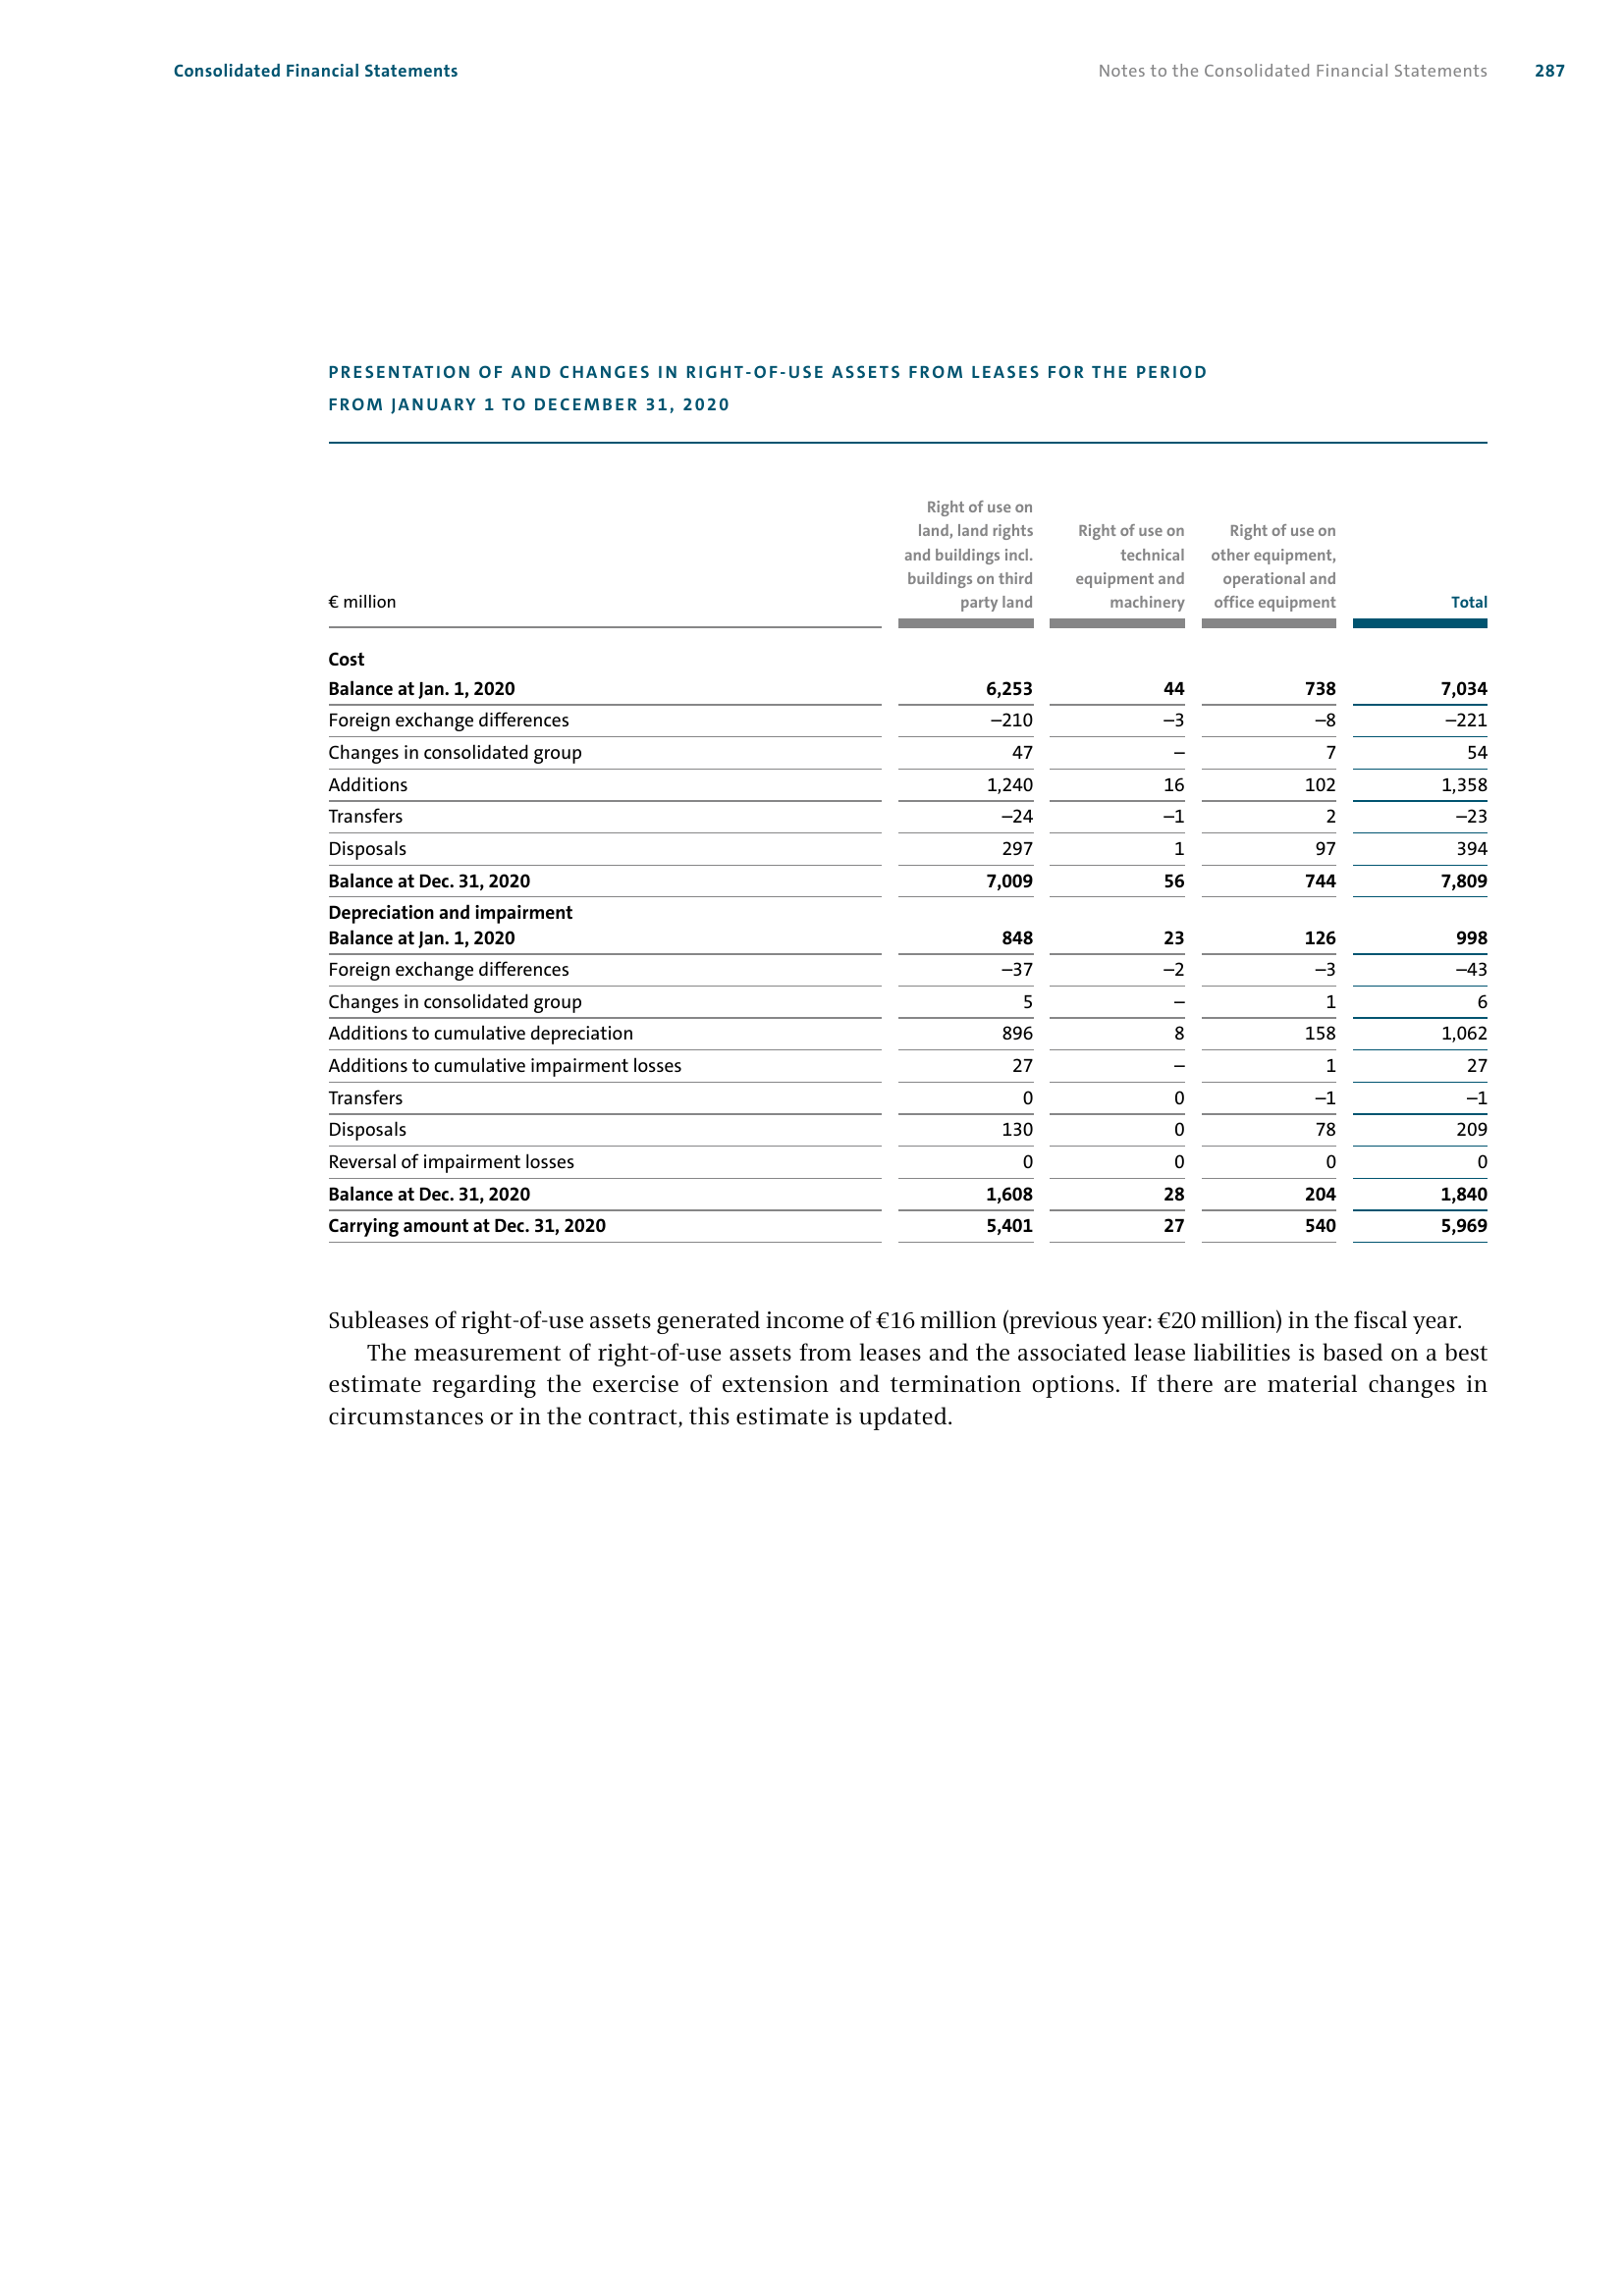 Consolidated Financial Statements Notes to the Consolidated Financial Statements 287
PRESENTATION OF AND CHANGES IN RIGHT-OF-USE ASSETS FROM LEASES FOR THE PERIOD
FROM JANUARY 1 TO DECEMBER 31, 2020
Right of use on
land, land rights Right of use on Right of use on
and buildings incl. technical other equipment,
buildings on third equipment and operational and
€ million party land machinery office equipment Total
Cost
Balance at Jan. 1, 2020 6,253 44 738 7,034
Foreign exchange differences –210 –3 –8 –221
Changes in consolidated group 47 – 7 54
Additions 1,240 16 102 1,358
Transfers –24 –1 2 –23
Disposals 297 1 97 394
Balance at Dec. 31, 2020 7,009 56 744 7,809
Depreciation and impairment
Balance at Jan. 1, 2020 848 23 126 998
Foreign exchange differences –37 –2 –3 –43
Changes in consolidated group 5 – 1 6
Additions to cumulative depreciation 896 8 158 1,062
Additions to cumulative impairment losses 27 – 1 27
Transfers 0 0 –1 –1
Disposals 130 0 78 209
Reversal of impairment losses 0 0 0 0
Balance at Dec. 31, 2020 1,608 28 204 1,840
Carrying amount at Dec. 31, 2020 5,401 27 540 5,969
Subleases of right-of-use assets generated income of €16 million (previous year: €20 million) in the fiscal year.
The measurement of right-of-use assets from leases and the associated lease liabilities is based on a best
estimate regarding the exercise of extension and termination options. If there are material changes in
circumstances or in the contract, this estimate is updated.